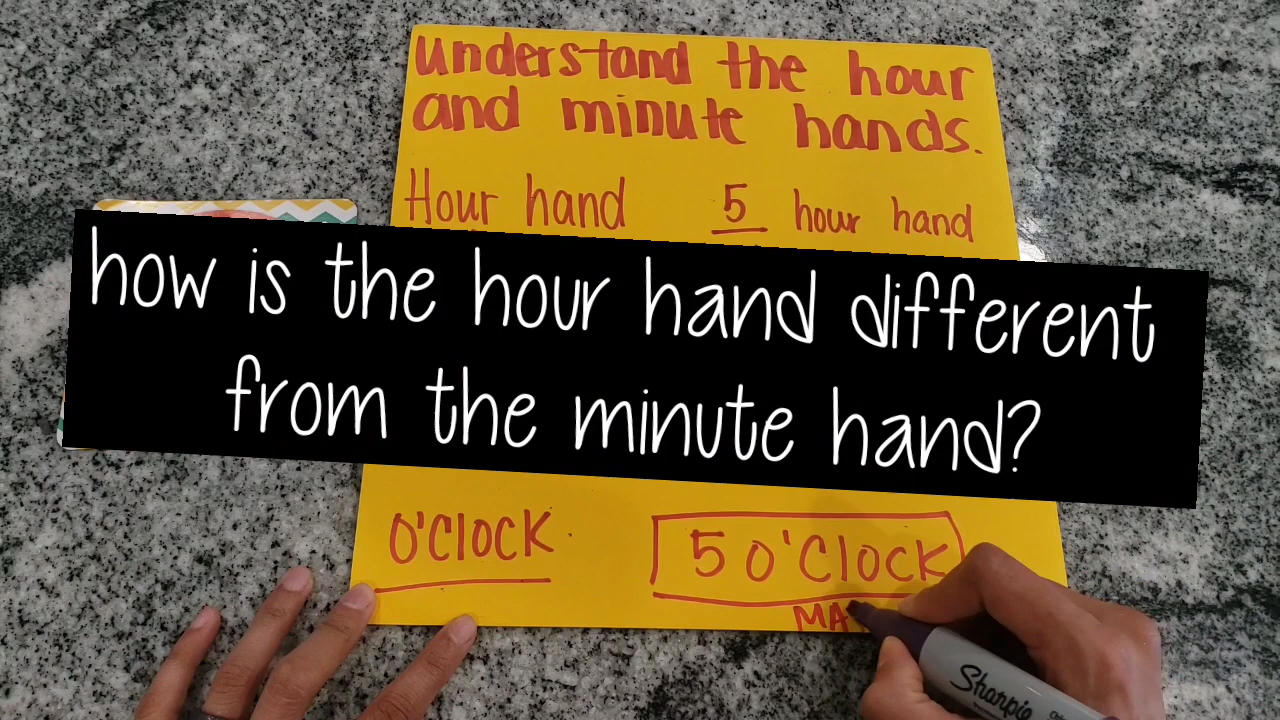 understand the hour
and minute hands.
Hour hand 5 hour hand
how is the hour hand different
from the minute hand?
O'ClOCK. 5 O'ClOCK
MA
Sharpie